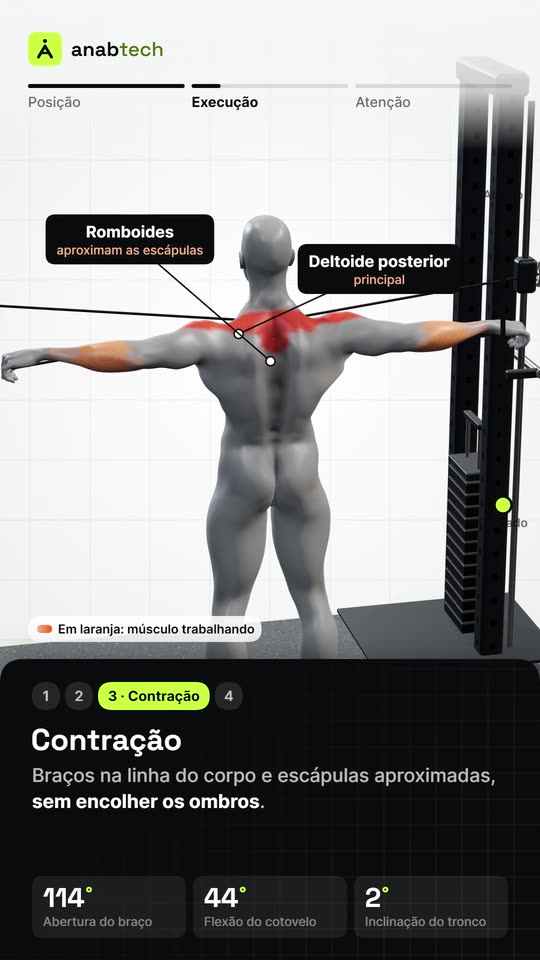 anabtech
Posição
Execução
Atenção
Romboides
aproximam as escápulas
Deltoide posterior
principal
Em laranja: músculo trabalhando
1
2
3 · Contração
4
Contração
Braços na linha do corpo e escápulas aproximadas,
sem encolher os ombros.
114°
44°
2°
Abertura do braço
Flexão do cotovelo
Inclinação do tronco